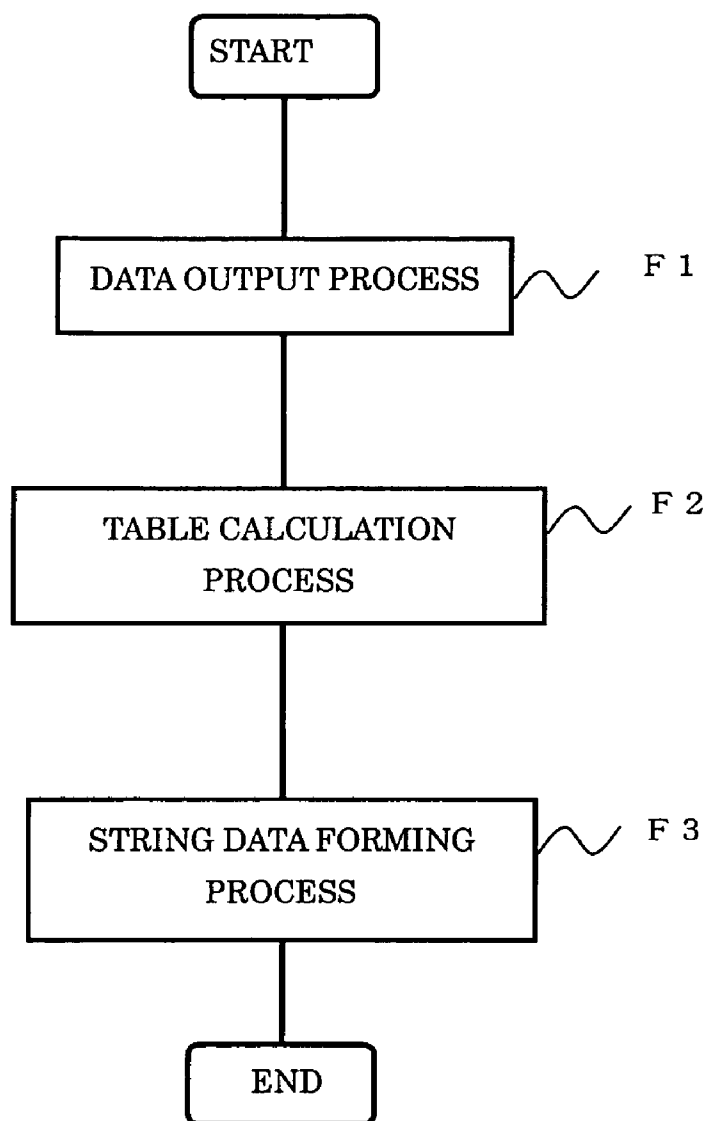 START
DATA OUTPUT PROCESS
F 1
TABLE CALCULATION
PROCESS
F 2
STRING DATA FORMING
PROCESS
F 3
END